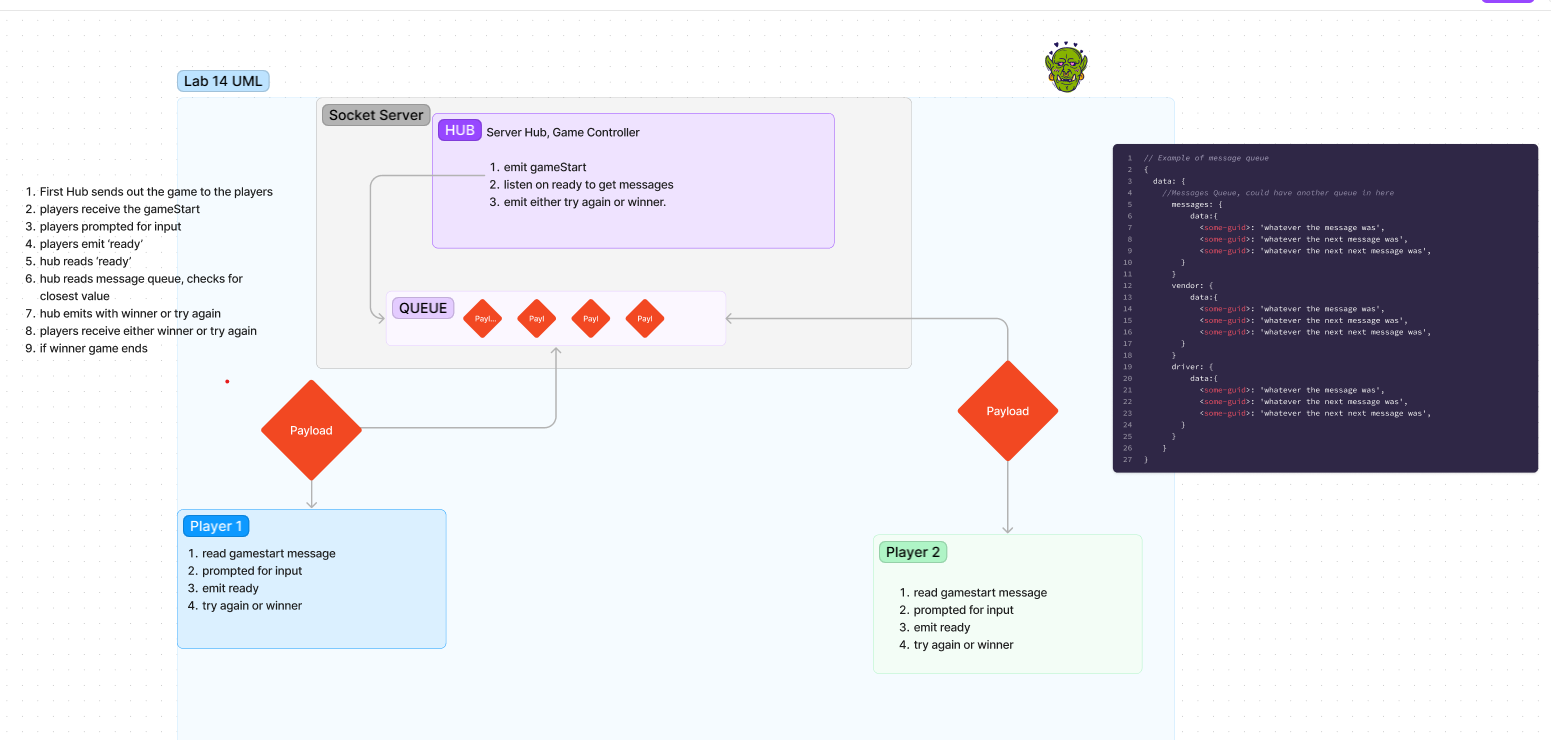 Lab 14 UML
Socket Server
HUB
Server Hub, Game Controller
1. emit gameStart
2. listen on ready to get messages
3. emit either try again or winner.
1. First Hub sends out the game to the players
2. players receive the gameStart
3. players prompted for input
4. players emit ‘ready’
5. hub reads ‘ready’
6. hub reads message queue, checks for
closest value
7. hub emits with winner or try again
8. players receive either winner or try again
9. if winner game ends
QUEUE
Payl...
Payl
Payl
Payl
Payload
Payload
Player 1
1. read gamestart message
2. prompted for input
3. emit ready
4. try again or winner
Player 2
1. read gamestart message
2. prompted for input
3. emit ready
4. try again or winner
1 // Example of message queue
2 {
3 data: {
4 //Messages Queue, could have another queue in here
5 messages: {
6 data:{
7 <some-guid>: 'whatever the message was',
8 <some-guid>: 'whatever the next message was',
9 <some-guid>: 'whatever the next next message was',
10 }
11 }
12 vendor: {
13 data:{
14 <some-guid>: 'whatever the message was',
15 <some-guid>: 'whatever the next message was',
16 <some-guid>: 'whatever the next next message was',
17 }
18 }
19 driver: {
20 data:{
21 <some-guid>: 'whatever the message was',
22 <some-guid>: 'whatever the next message was',
23 <some-guid>: 'whatever the next next message was',
24 }
25 }
26 }
27 }